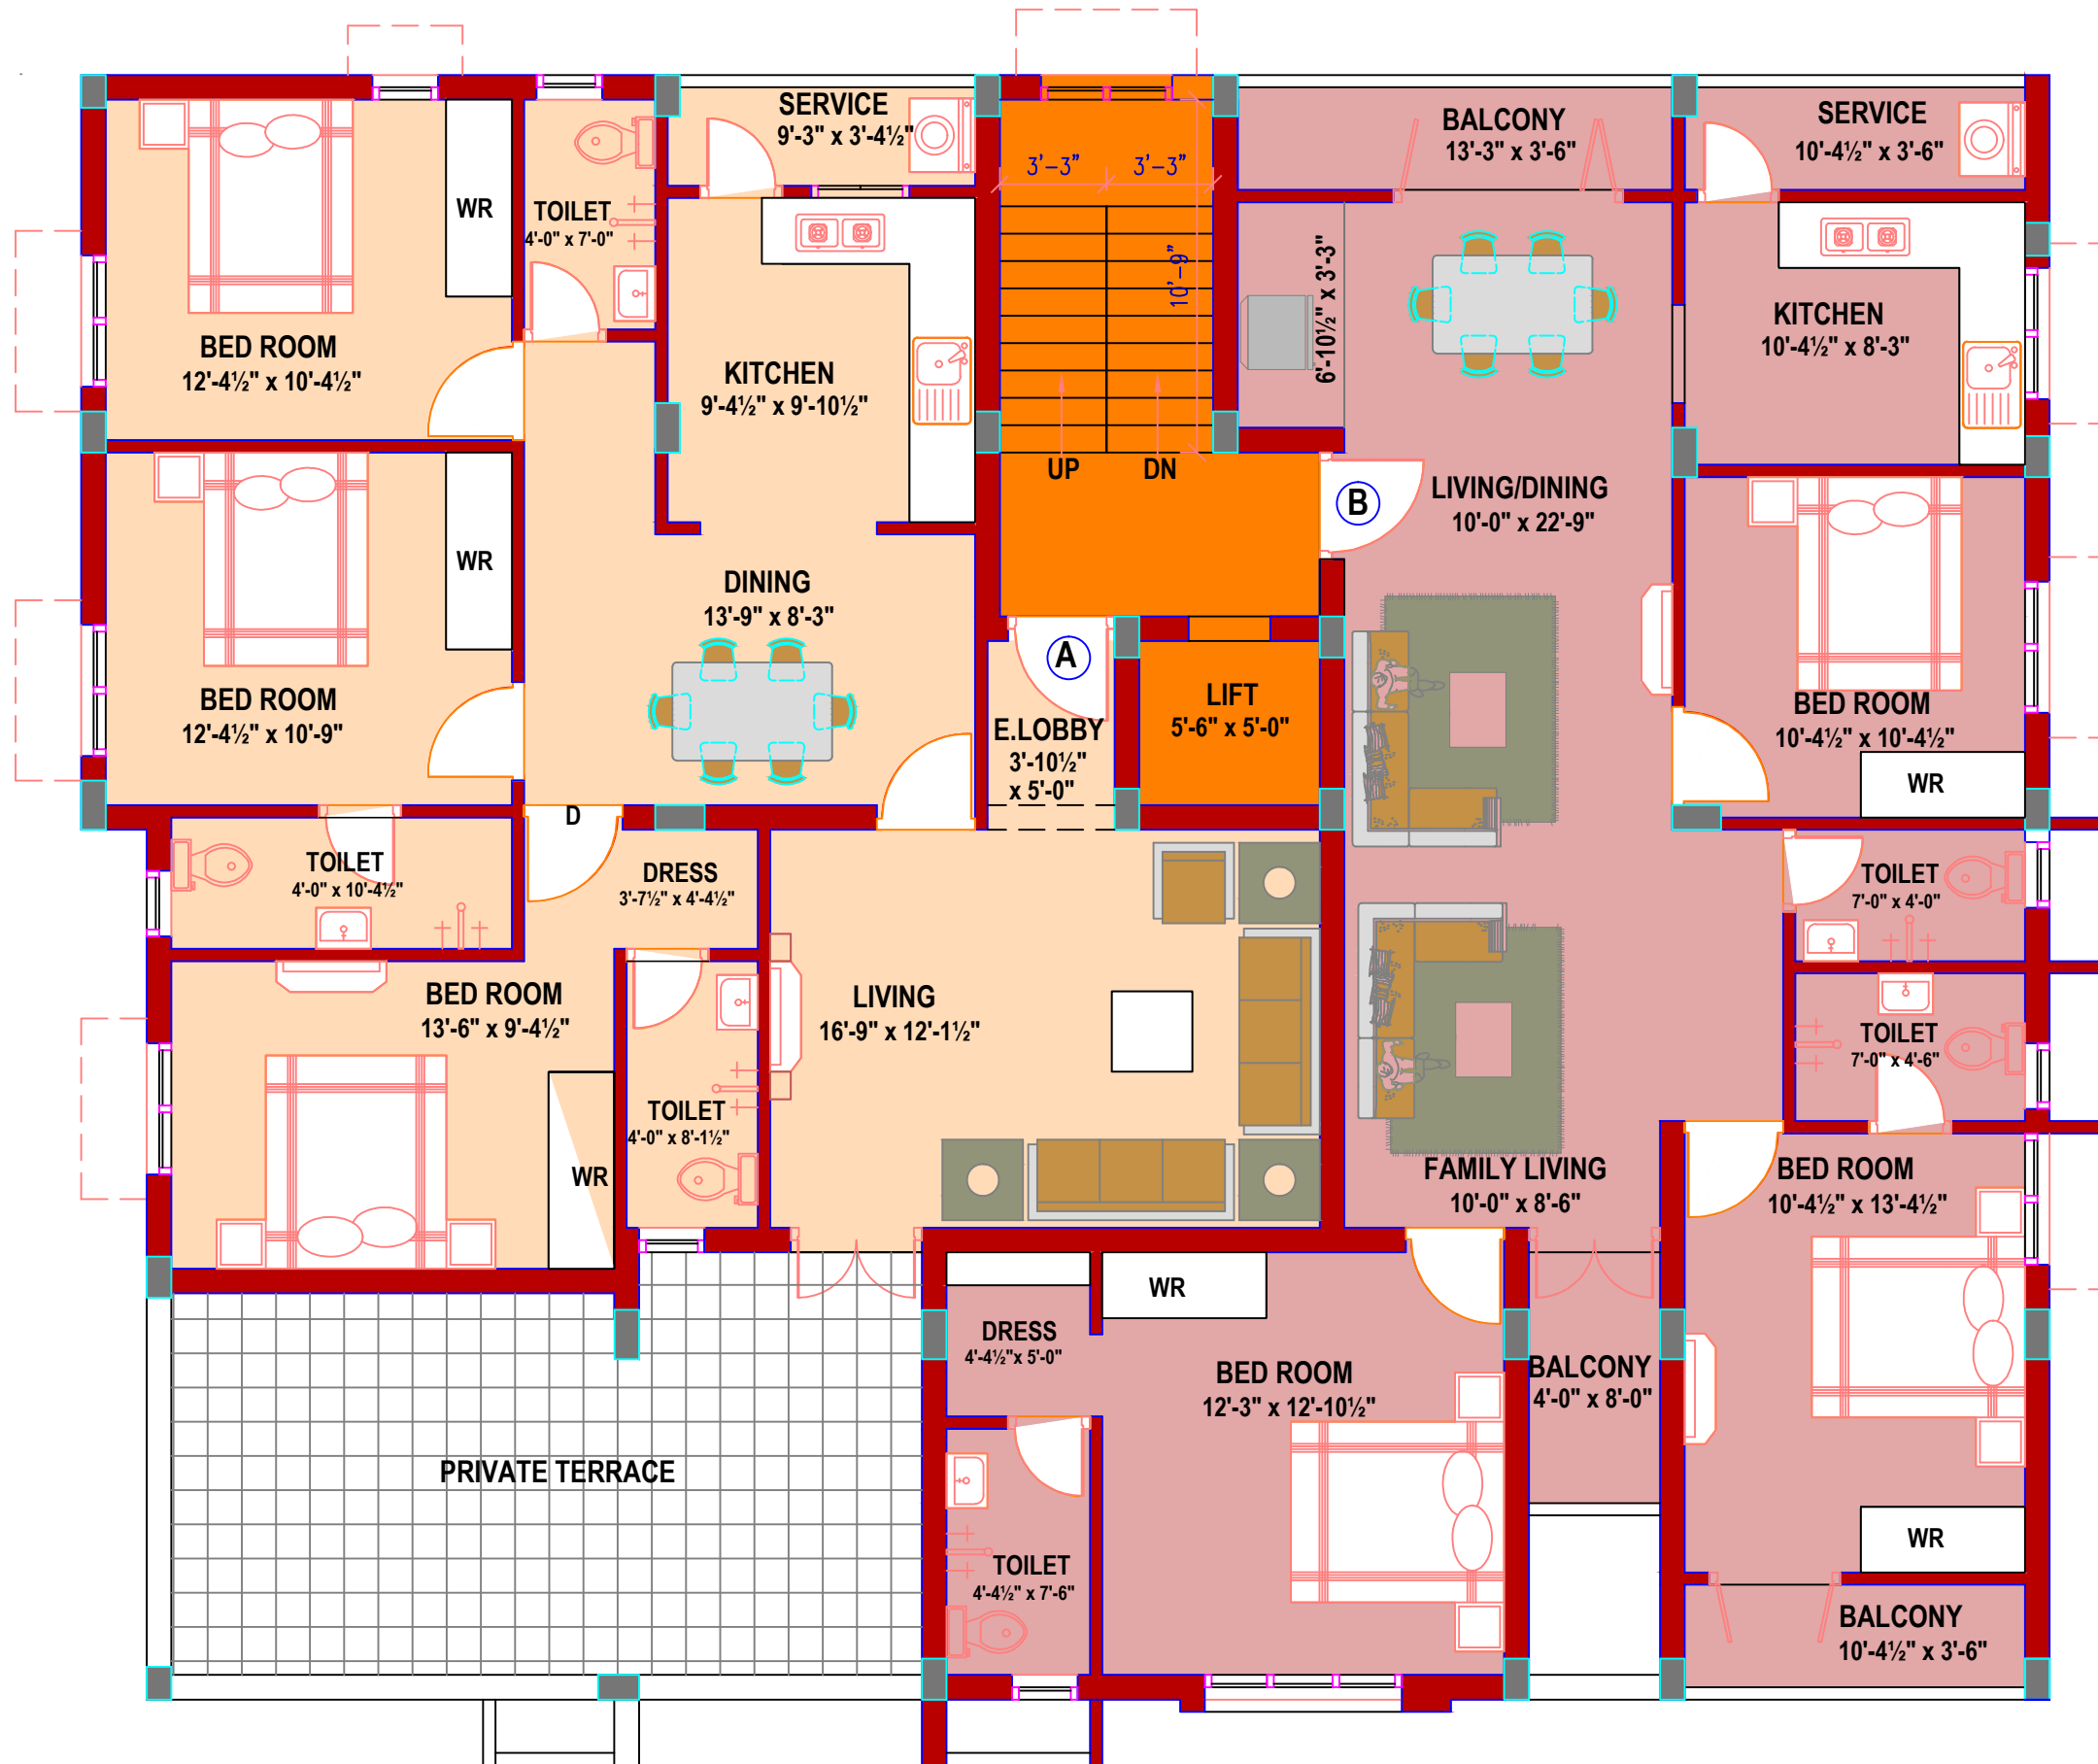 SERVICE
9'-3" x 3'-4½"
BALCONY
13'-3" x 3'-6"
SERVICE
10'-4½" x 3'-6"
3'-3"
3'-3"
WR
TOILET
4'-0" x 7'-0"
10'-9"
6'-10½" x 3'-3"
BED ROOM
12'-4½" x 10'-4½"
KITCHEN
9'-4½" x 9'-10½"
KITCHEN
10'-4½" x 8'-3"
UP
DN
B
LIVING/DINING
10'-0" x 22'-9"
WR
DINING
13'-9" x 8'-3"
A
BED ROOM
12'-4½" x 10'-9"
E.LOBBY
3'-10½"
x 5'-0"
LIFT
5'-6" x 5'-0"
BED ROOM
10'-4½" x 10'-4½"
WR
D
TOILET
4'-0" x 10'-4½"
DRESS
3'-7½" x 4'-4½"
TOILET
7'-0" x 4'-0"
BED ROOM
13'-6" x 9'-4½"
LIVING
16'-9" x 12'-1½"
TOILET
7'-0" x 4'-6"
TOILET
4'-0" x 8'-1½"
WR
FAMILY LIVING
10'-0" x 8'-6"
BED ROOM
10'-4½" x 13'-4½"
WR
DRESS
4'-4½"x 5'-0"
BED ROOM
12'-3" x 12'-10½"
BALCONY
4'-0" x 8'-0"
PRIVATE TERRACE
WR
TOILET
4'-4½" x 7'-6"
BALCONY
10'-4½" x 3'-6"